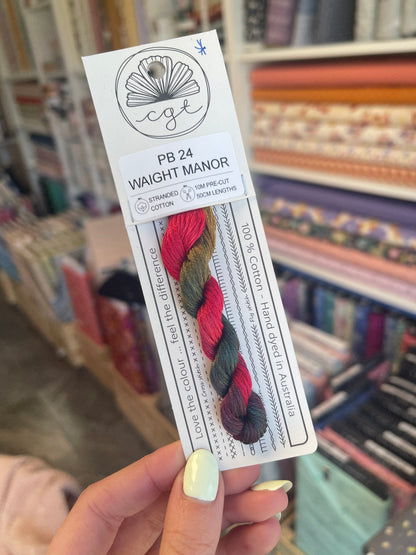 cgt
PB 24
WAIGHT MANOR
STRANDED COTTON
10M PRE-CUT
50CM LENGTHS
Love the colour ... feel the difference
100 % Cotton - Hand dyed in Australia